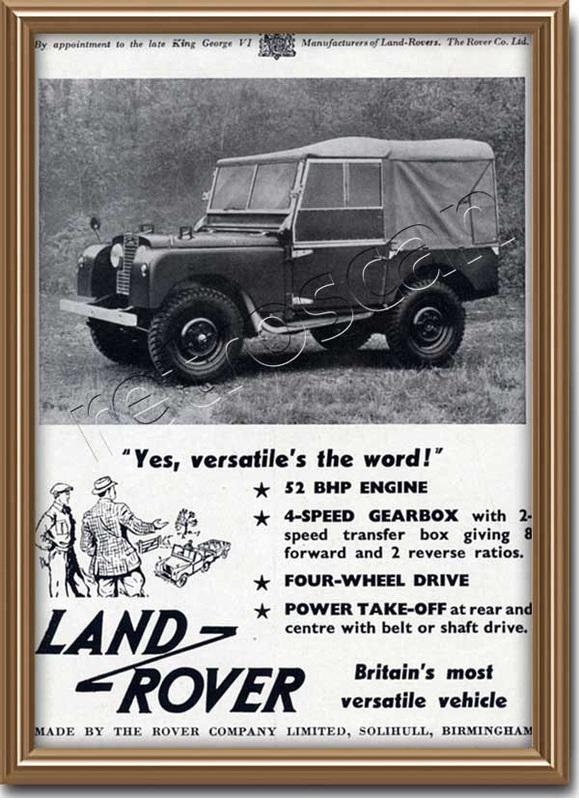 By appointment to the late King George VI Manufacturers of Land-Rovers. The Rover Co. Ltd.
retroscan
"Yes, versatile's the word!"
★ 52 BHP ENGINE
★ 4-SPEED GEARBOX with 2-
speed transfer box giving 8
forward and 2 reverse ratios.
★ FOUR-WHEEL DRIVE
★ POWER TAKE-OFF at rear and
centre with belt or shaft drive.
LAND-
-ROVER
Britain's most
versatile vehicle
MADE BY THE ROVER COMPANY LIMITED, SOLIHULL, BIRMINGHAM